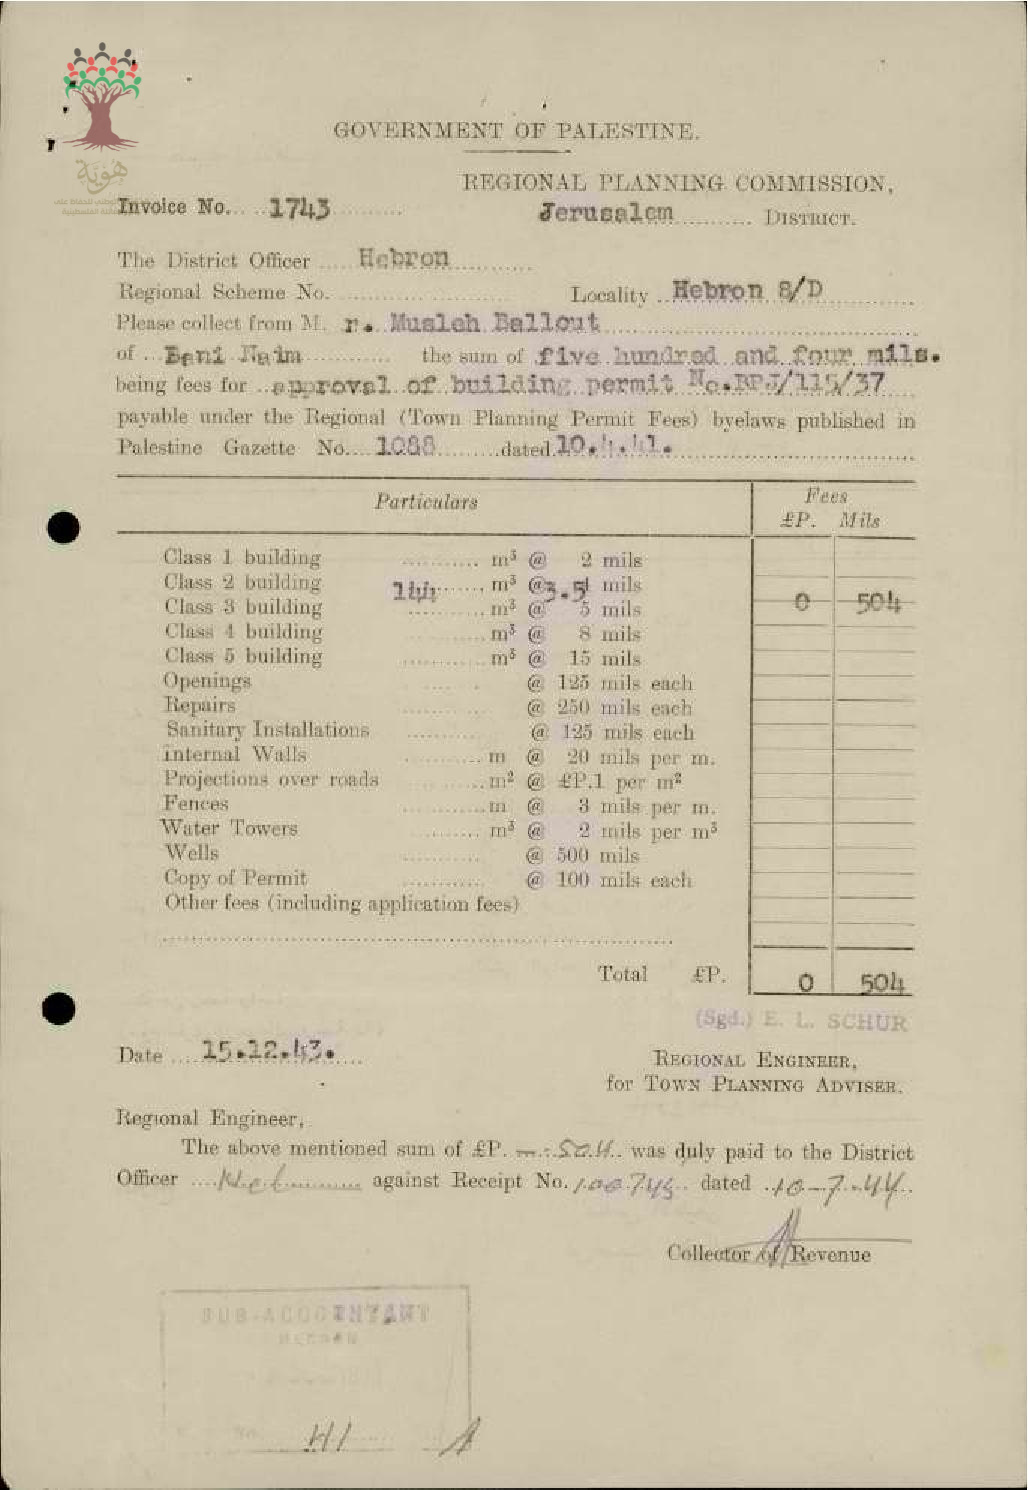 هوية
GOVERNMENT OF PALESTINE.
REGIONAL PLANNING COMMISSION,
Invoice No. 1743
Jerusalem DISTRICT.
The District Officer Hebron
Regional Scheme No. Locality Hebron 8/D
Please collect from M. r. Musleh Ballout
of Bani Naim the sum of five hundred and four mils.
being fees for approval of building permit No.RPJ/115/37
payable under the Regional (Town Planning Permit Fees) byelaws published in
Palestine Gazette No. 1088 dated 10.4.41.
Particulars Fees
£P. Mils
Class 1 building m³ @ 2 mils
Class 2 building 144 m³ @ 3.5 mils
Class 3 building m³ @ 5 mils 0 504
Class 4 building m³ @ 8 mils
Class 5 building m³ @ 15 mils
Openings @ 125 mils each
Repairs @ 250 mils each
Sanitary Installations @ 125 mils each
Internal Walls m @ 20 mils per m.
Projections over roads m² @ £P.1 per m²
Fences m @ 3 mils per m.
Water Towers m³ @ 2 mils per m³
Wells @ 500 mils
Copy of Permit @ 100 mils each
Other fees (including application fees)
Total £P. 0 504
(Sgd.) E. L. SCHUR
Date 15.12.43.
REGIONAL ENGINEER,
for TOWN PLANNING ADVISER.
Regional Engineer,
The above mentioned sum of £P. —.504 was duly paid to the District
Officer Heb against Receipt No. 100745 dated 10-7-44
Collector of Revenue
SUB-ACCOUNTANT
HEBRON
41